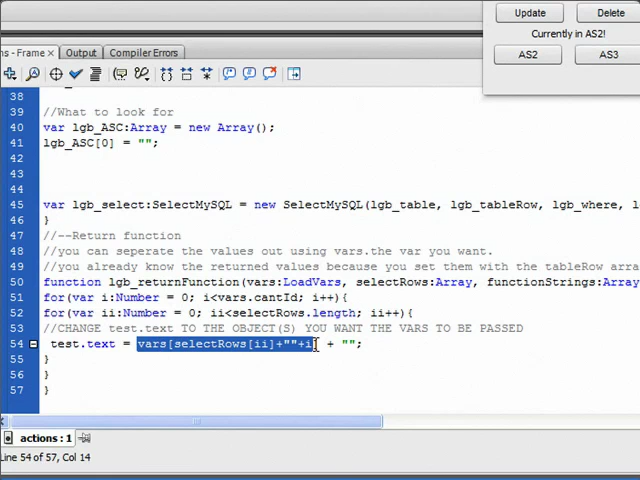 Update Delete
Currently in AS2!
AS2 AS3
ns - Frame × Output Compiler Errors
38
39 //What to look for
40 var lgb_ASC:Array = new Array();
41 lgb_ASC[0] = "";
42
43
44
45 var lgb_select:SelectMySQL = new SelectMySQL(lgb_table, lgb_tableRow, lgb_where,
46 }
47 //--Return function
48 //you can seperate the values out using vars.the var you want.
49 //you already know the returned values because you set them with the tableRow arra
50 function lgb_returnFunction(vars:LoadVars, selectRows:Array, functionStrings:Array
51 for(var i:Number = 0; i<vars.cantId; i++){
52 for(var ii:Number = 0; ii<selectRows.length; ii++){
53 //CHANGE test.text TO THE OBJECT(S) YOU WANT THE VARS TO BE PASSED
54 test.text = vars[selectRows[ii]+""+i] + "";
55 }
56 }
57 }
actions : 1
Line 54 of 57, Col 14